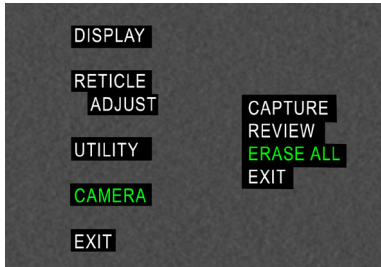 DISPLAY
RETICLE
ADJUST
UTILITY
CAMERA
EXIT
CAPTURE
REVIEW
ERASE ALL
EXIT